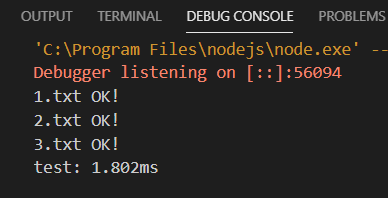 OUTPUT TERMINAL DEBUG CONSOLE PROBLEMS
'C:\Program Files\nodejs\node.exe' --
Debugger listening on [::]:56094
1.txt OK!
2.txt OK!
3.txt OK!
test: 1.802ms